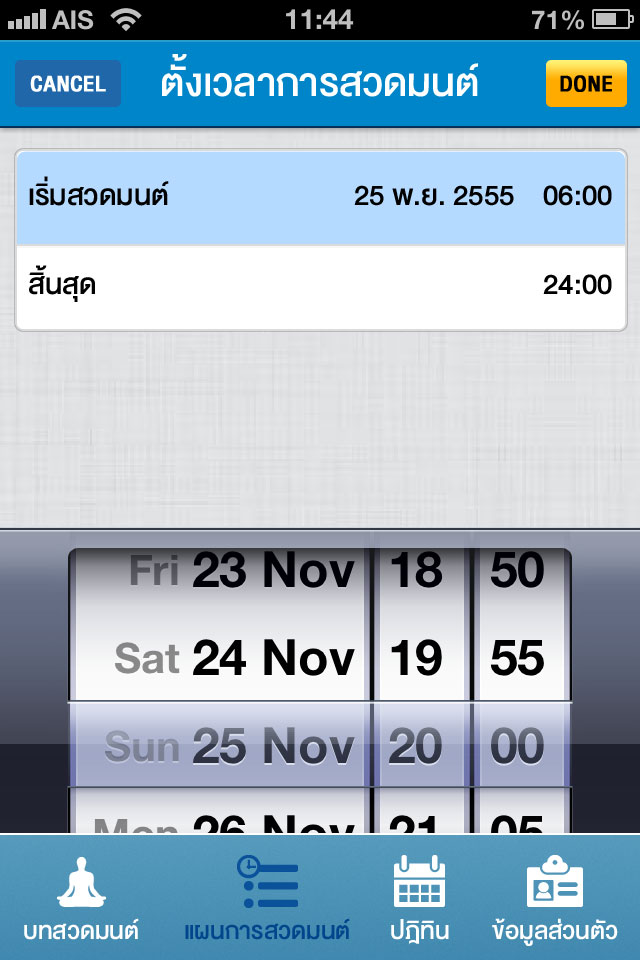 AIS 11:44 71%
CANCEL ตั้งเวลาการสวดมนต์ DONE
เริ่มสวดมนต์ 25 พ.ย. 2555 06:00
สิ้นสุด 24:00
Fri 23 Nov 18 50
Sat 24 Nov 19 55
Sun 25 Nov 20 00
Mon 26 Nov 21 05
บทสวดมนต์ แผนการสวดมนต์ ปฎิทิน ข้อมูลส่วนตัว